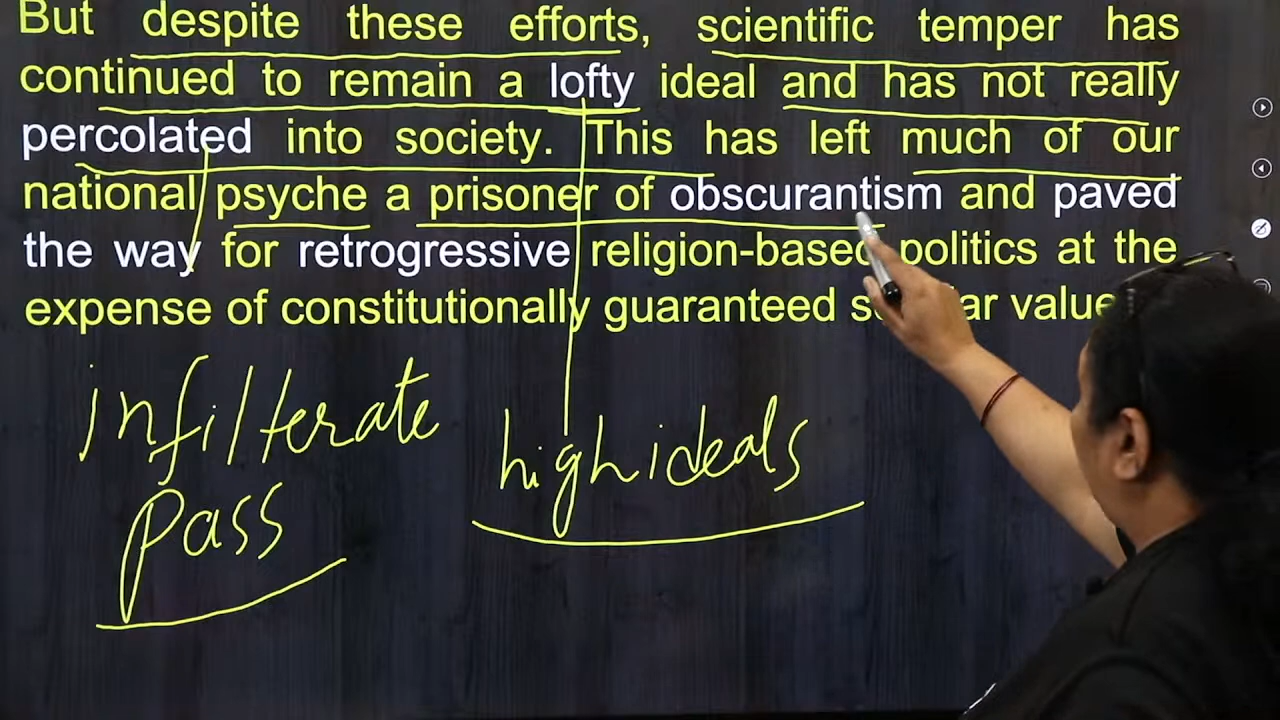 But despite these efforts, scientific temper has
continued to remain a lofty ideal and has not really
percolated into society. This has left much of our
national psyche a prisoner of obscurantism and paved
the way for retrogressive religion-based politics at the
expense of constitutionally guaranteed
infilterate
high ideals
pass